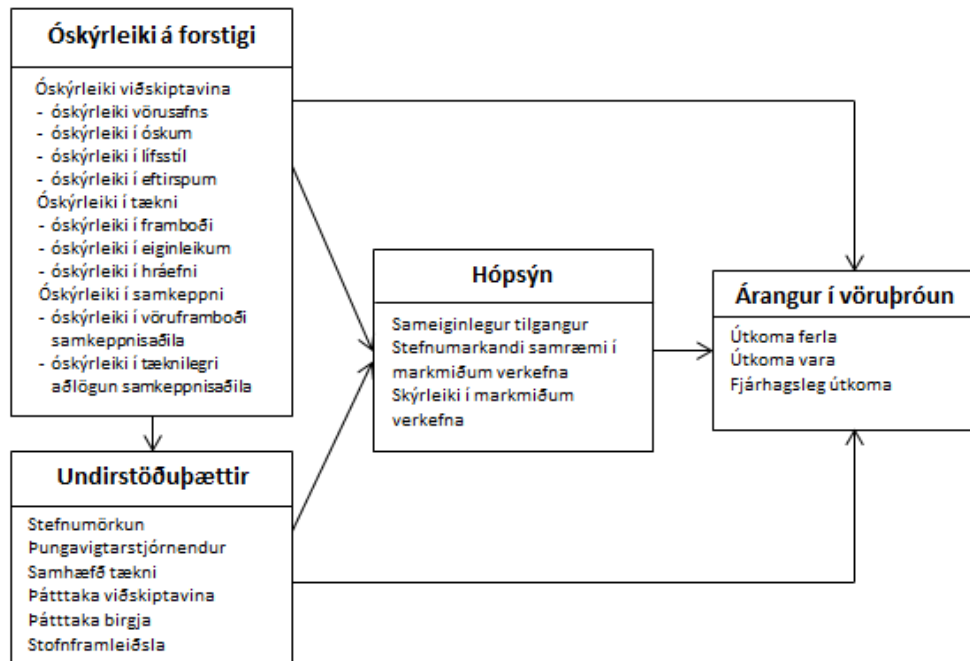 Óskýrleiki á forstigi
Óskýrleiki viðskiptavina
- óskýrleiki vörusafns
- óskýrleiki í óskum
- óskýrleiki í lífsstíl
- óskýrleiki í eftirspurn
Óskýrleiki í tækni
- óskýrleiki í framboði
- óskýrleiki í eiginleikum
- óskýrleiki í hráefni
Óskýrleiki í samkeppni
- óskýrleiki í vöruframboði
samkeppnisaðila
- óskýrleiki í tæknilegri
aðlögun samkeppnisaðila
Undirstöðuþættir
Stefnumörkun
Þungavigtarstjórnendur
Samhæfð tækni
Þátttaka viðskiptavina
Þátttaka birgja
Stofnframleiðsla
Hópsýn
Sameiginlegur tilgangur
Stefnumarkandi samræmi í
markmiðum verkefna
Skýrleiki í markmiðum
verkefna
Árangur í vöruþróun
Útkoma ferla
Útkoma vara
Fjárhagsleg útkoma